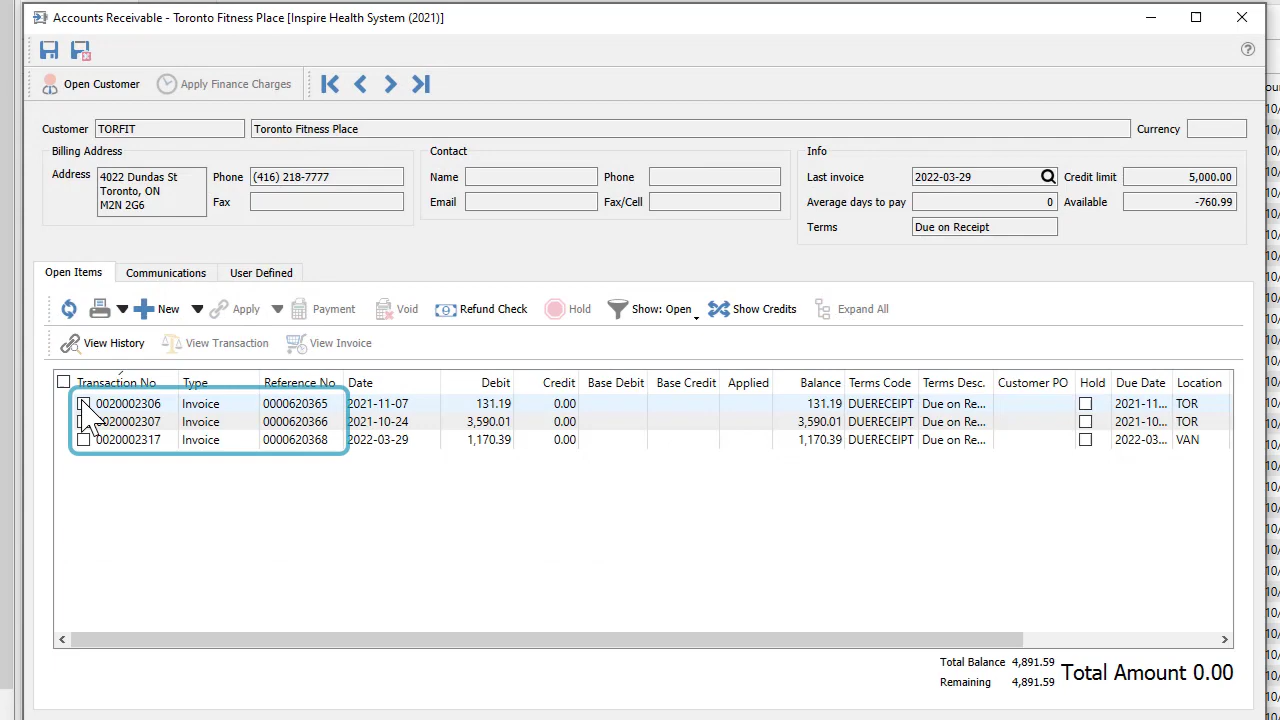 Accounts Receivable - Toronto Fitness Place [Inspire Health System (2021)]
Open Customer Apply Finance Charges
Customer TORFIT Toronto Fitness Place Currency
Billing Address Contact Info
Address 4022 Dundas St Phone (416) 218-7777 Name Phone Last invoice 2022-03-29 Credit limit 5,000.00
Toronto, ON
M2N 2G6 Fax Email Fax/Cell Average days to pay 0 Available -760.99
Terms Due on Receipt
Open Items Communications User Defined
New Apply Payment Void Refund Check Hold Show: Open Show Credits Expand All
View History View Transaction View Invoice
Transaction No Type Reference No Date Debit Credit Base Debit Base Credit Applied Balance Terms Code Terms Desc. Customer PO Hold Due Date Location
0020002306 Invoice 0000620365 2021-11-07 131.19 0.00 131.19 DUERECEIPT Due on Re... 2021-11... TOR
0020002307 Invoice 0000620366 2021-10-24 3,590.01 0.00 3,590.01 DUERECEIPT Due on Re... 2021-10... TOR
0020002317 Invoice 0000620368 2022-03-29 1,170.39 0.00 1,170.39 DUERECEIPT Due on Re... 2022-03... VAN
Total Balance 4,891.59 Total Amount 0.00
Remaining 4,891.59